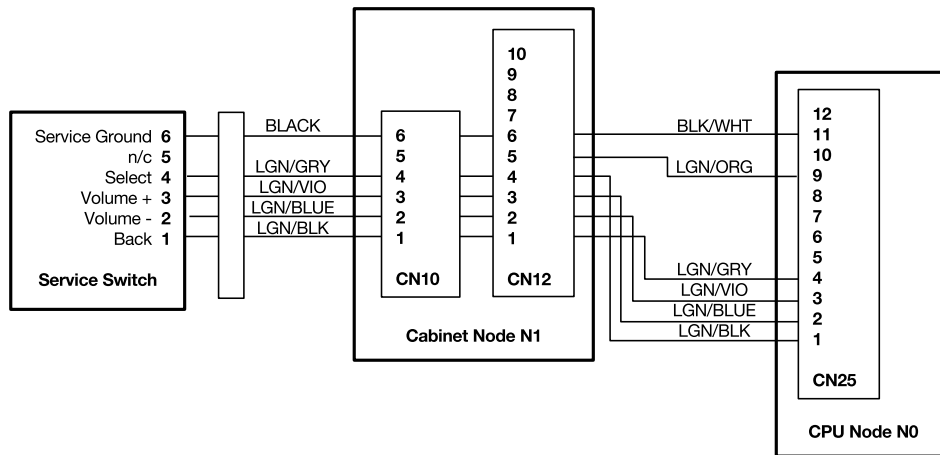 Service Ground 6
n/c 5
Select 4
Volume + 3
Volume - 2
Back 1
Service Switch
BLACK
LGN/GRY
LGN/VIO
LGN/BLUE
LGN/BLK
6
5
4
3
2
1
CN10
10
9
8
7
6
5
4
3
2
1
CN12
Cabinet Node N1
BLK/WHT
LGN/ORG
LGN/GRY
LGN/VIO
LGN/BLUE
LGN/BLK
12
11
10
9
8
7
6
5
4
3
2
1
CN25
CPU Node N0